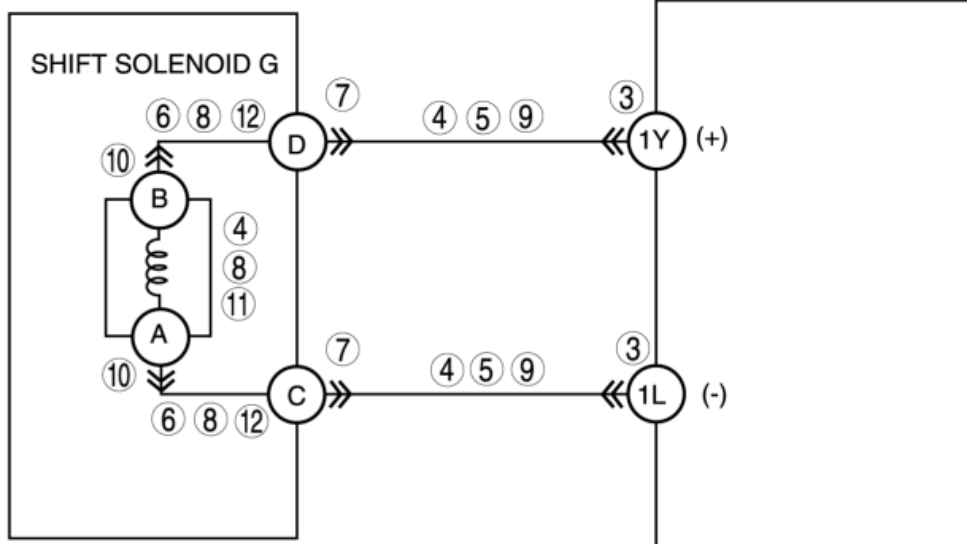 SHIFT SOLENOID G
⑦ ③
⑥ ⑧ ⑫ ④ ⑤ ⑨
D 1Y (+)
⑩
B
④
⑧
⑪
A
⑦ ③
⑩ ④ ⑤ ⑨
C 1L (-)
⑥ ⑧ ⑫